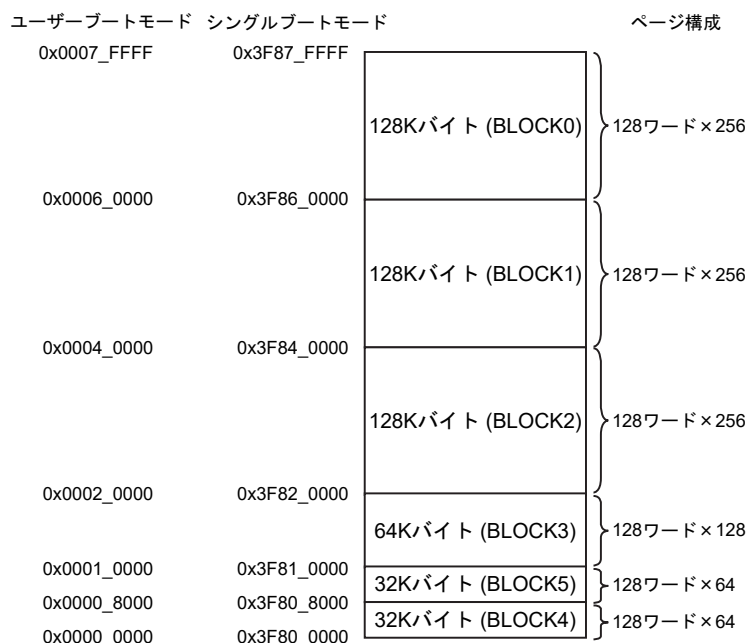 ユーザーブートモード シングルブートモード ページ構成
0x0007_FFFF 0x3F87_FFFF
128Kバイト (BLOCK0) 128ワード×256
0x0006_0000 0x3F86_0000
128Kバイト (BLOCK1) 128ワード×256
0x0004_0000 0x3F84_0000
128Kバイト (BLOCK2) 128ワード×256
0x0002_0000 0x3F82_0000
64Kバイト (BLOCK3) 128ワード×128
0x0001_0000 0x3F81_0000
32Kバイト (BLOCK5) 128ワード×64
0x0000_8000 0x3F80_8000
32Kバイト (BLOCK4) 128ワード×64
0x0000_0000 0x3F80_0000